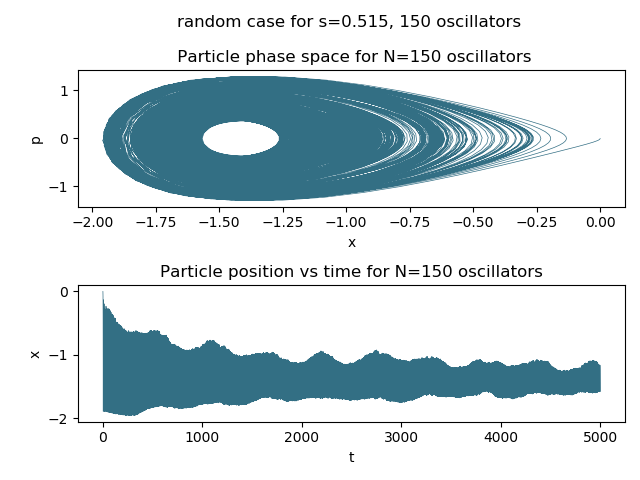 random case for s=0.515, 150 oscillators
Particle phase space for N=150 oscillators
1
0
−1
p
−2.00 −1.75 −1.50 −1.25 −1.00 −0.75 −0.50 −0.25 0.00
x
Particle position vs time for N=150 oscillators
0
−1
−2
x
0 1000 2000 3000 4000 5000
t